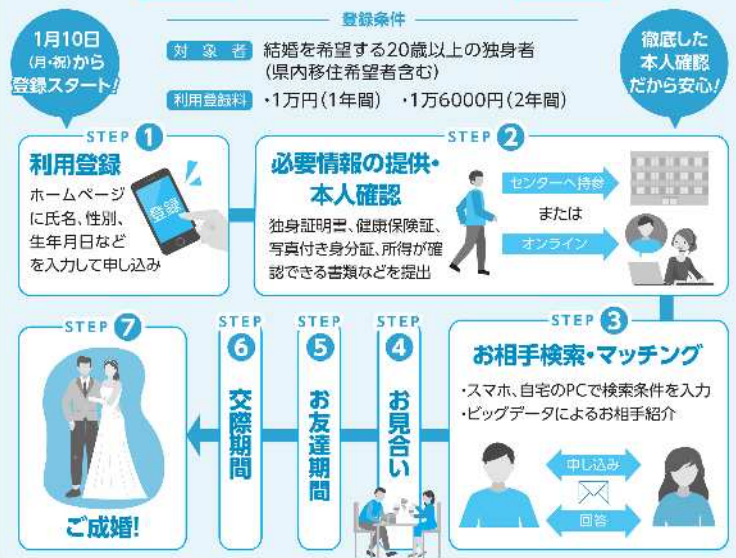 1月10日
(月・祝)から
登録スタート!
登録条件
対象者 結婚を希望する20歳以上の独身者
(県内移住希望者含む)
利用登録料 ・1万円(1年間) ・1万6000円(2年間)
徹底した
本人確認
だから安心!
STEP 1
利用登録
ホームページ
に氏名、性別、
生年月日など
を入力して申し込み
登録
STEP 2
必要情報の提供・
本人確認
独身証明書、健康保険証、
写真付き身分証、所得が確
認できる書類などを提出
センターへ持参
または
オンライン
STEP 3
お相手検索・マッチング
・スマホ、自宅のPCで検索条件を入力
・ビッグデータによるお相手紹介
申し込み
回答
STEP 4
お見合い
STEP 5
お友達期間
STEP 6
交際期間
STEP 7
ご成婚!